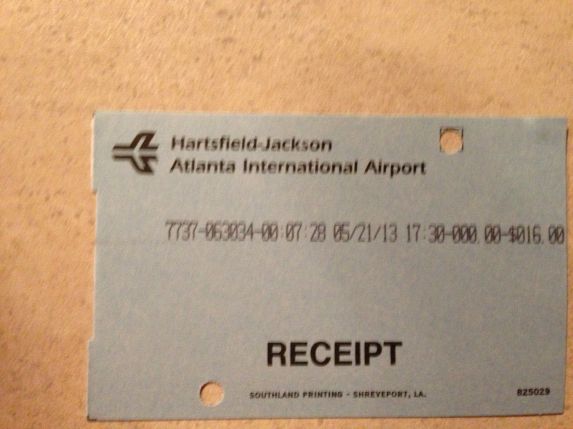 Hartsfield-Jackson
Atlanta International Airport
7737-063034-00:07:28 05/21/13 17:30-000.00-$016.00
RECEIPT
SOUTHLAND PRINTING - SHREVEPORT, LA.
825029